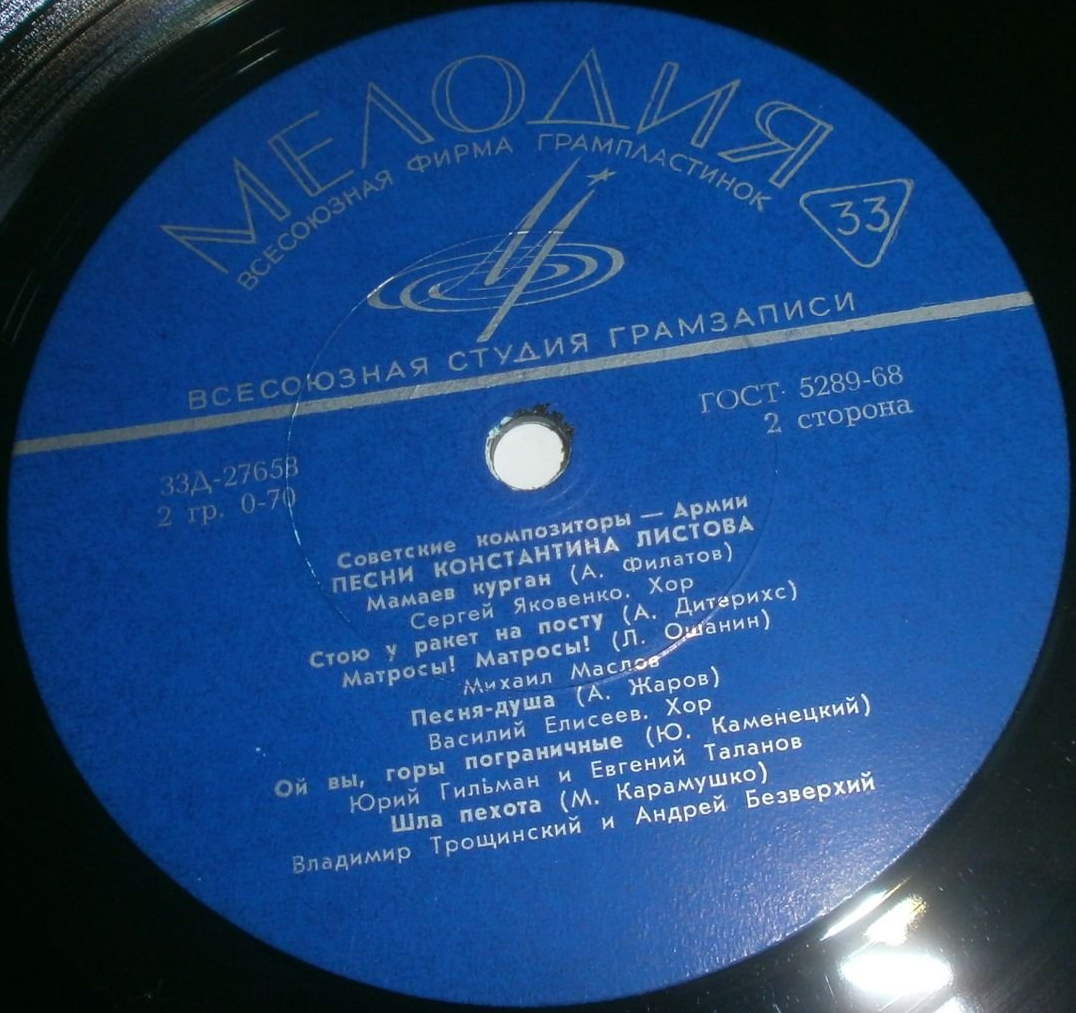 МЕЛОДИЯ
ВСЕСОЮЗНАЯ ФИРМА ГРАМПЛАСТИНОК
33
ВСЕСОЮЗНАЯ СТУДИЯ ГРАМЗАПИСИ
ГОСТ 5289-68
2 сторона
33Д-27658
2 гр. 0-70
Советские композиторы — Армии
ПЕСНИ КОНСТАНТИНА ЛИСТОВА
Мамаев курган (А. Филатов)
Сергей Яковенко. Хор
Стою у ракет на посту (А. Дитерихс)
Матросы! Матросы! (Л. Ошанин)
Михаил Маслов
Песня-душа (А. Жаров)
Василий Елисеев. Хор
Ой вы, горы пограничные (Ю. Каменецкий)
Юрий Гильман и Евгений Таланов
Шла пехота (М. Карамушко)
Владимир Трощинский и Андрей Безверхий